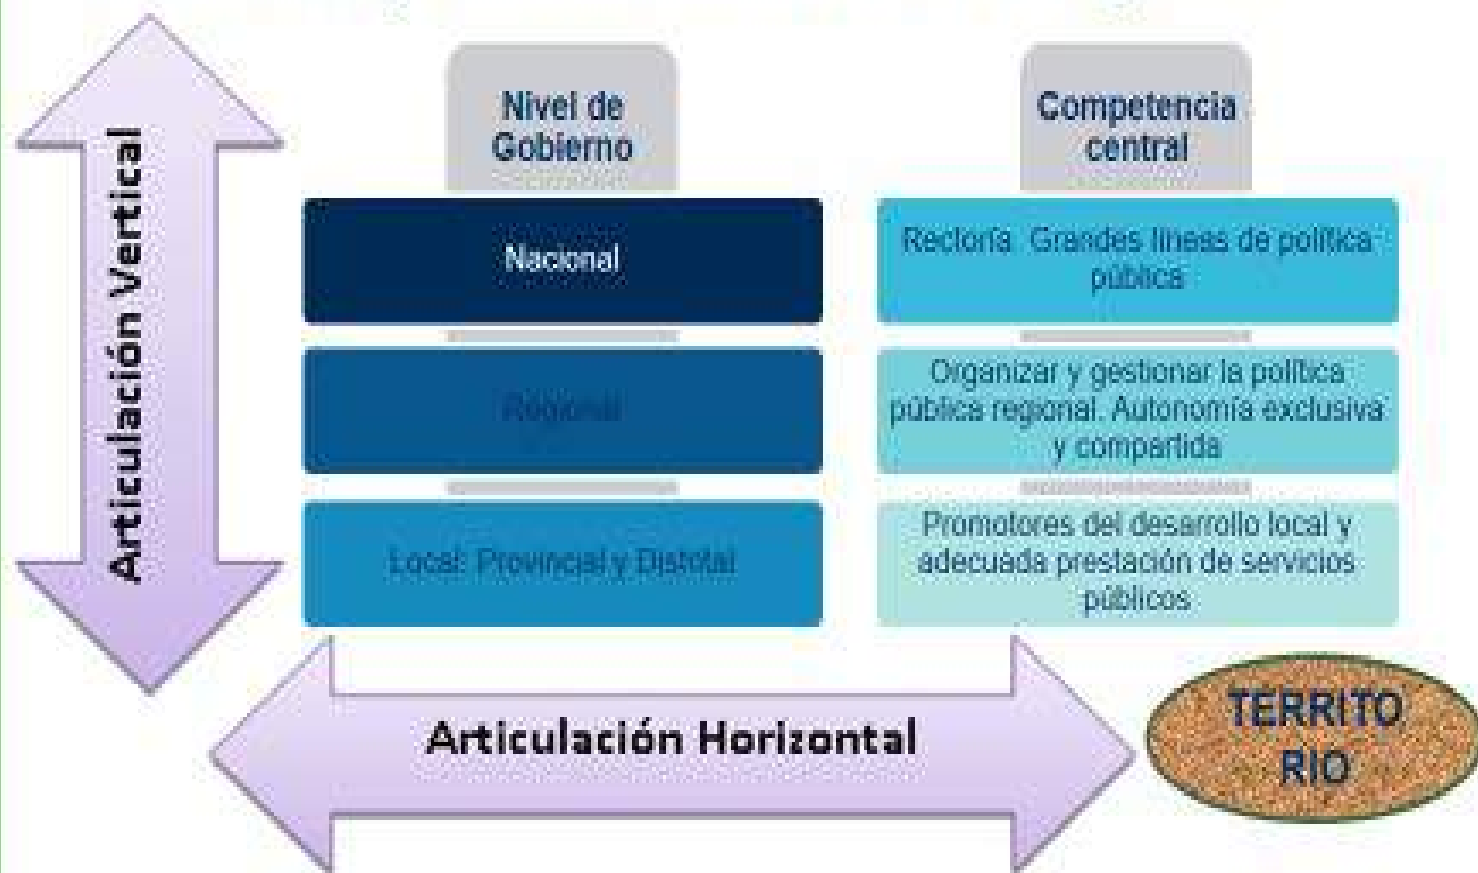 Articulación Vertical
Nivel de
Gobierno
Competencia
central
Nacional
Rectoría. Grandes líneas de política
pública
Regional
Organizar y gestionar la política
pública regional. Autonomía exclusiva
y compartida
Local: Provincial y Distrital
Promotores del desarrollo local y
adecuada prestación de servicios
públicos
Articulación Horizontal
TERRITO
RIO